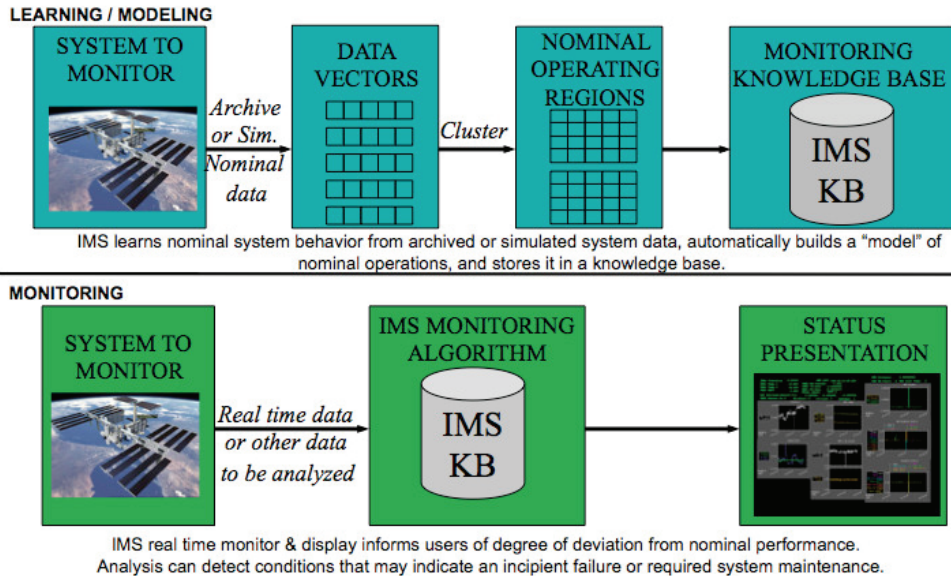 LEARNING / MODELING
SYSTEM TO
MONITOR
Archive
or Sim.
Nominal
data
DATA
VECTORS
Cluster
NOMINAL
OPERATING
REGIONS
MONITORING
KNOWLEDGE BASE
IMS
KB
IMS learns nominal system behavior from archived or simulated system data, automatically builds a “model” of
nominal operations, and stores it in a knowledge base.
MONITORING
SYSTEM TO
MONITOR
Real time data
or other data
to be analyzed
IMS MONITORING
ALGORITHM
IMS
KB
STATUS
PRESENTATION
IMS real time monitor & display informs users of degree of deviation from nominal performance.
Analysis can detect conditions that may indicate an incipient failure or required system maintenance.